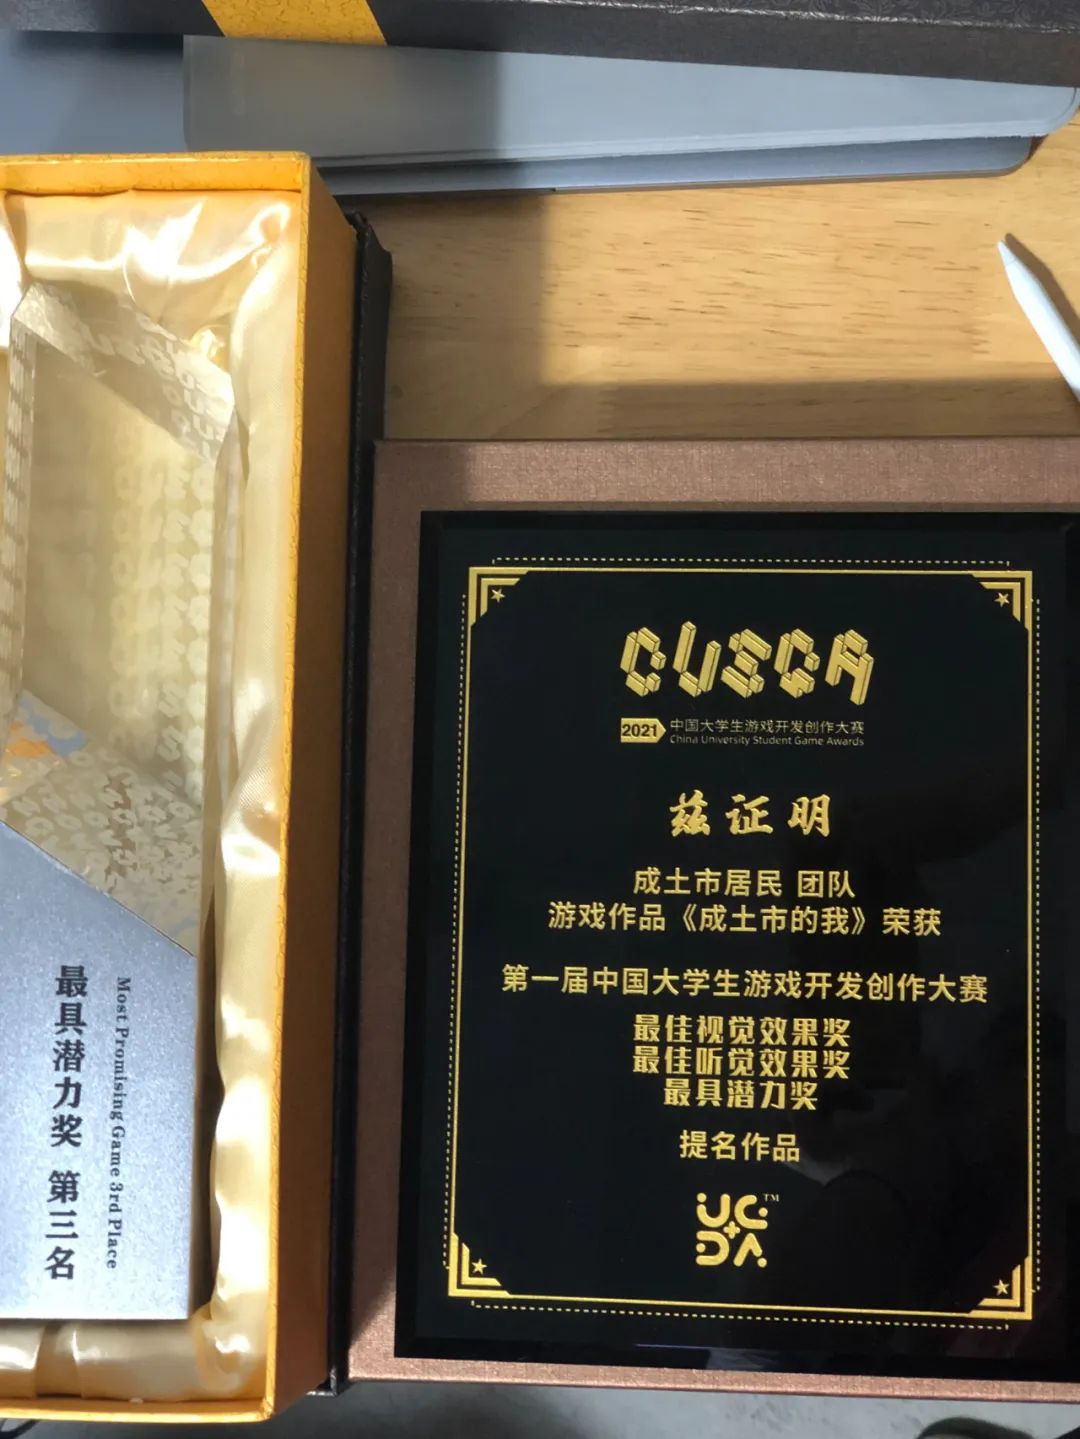 最具潜力奖 第三名
Most Promising Game 3rd Place
CUSGA
2021 中国大学生游戏开发创作大赛
China University Student Game Awards
兹证明
成土市居民 团队
游戏作品《成土市的我》荣获
第一届中国大学生游戏开发创作大赛
最佳视觉效果奖
最佳听觉效果奖
最具潜力奖
提名作品
UC TM
DA